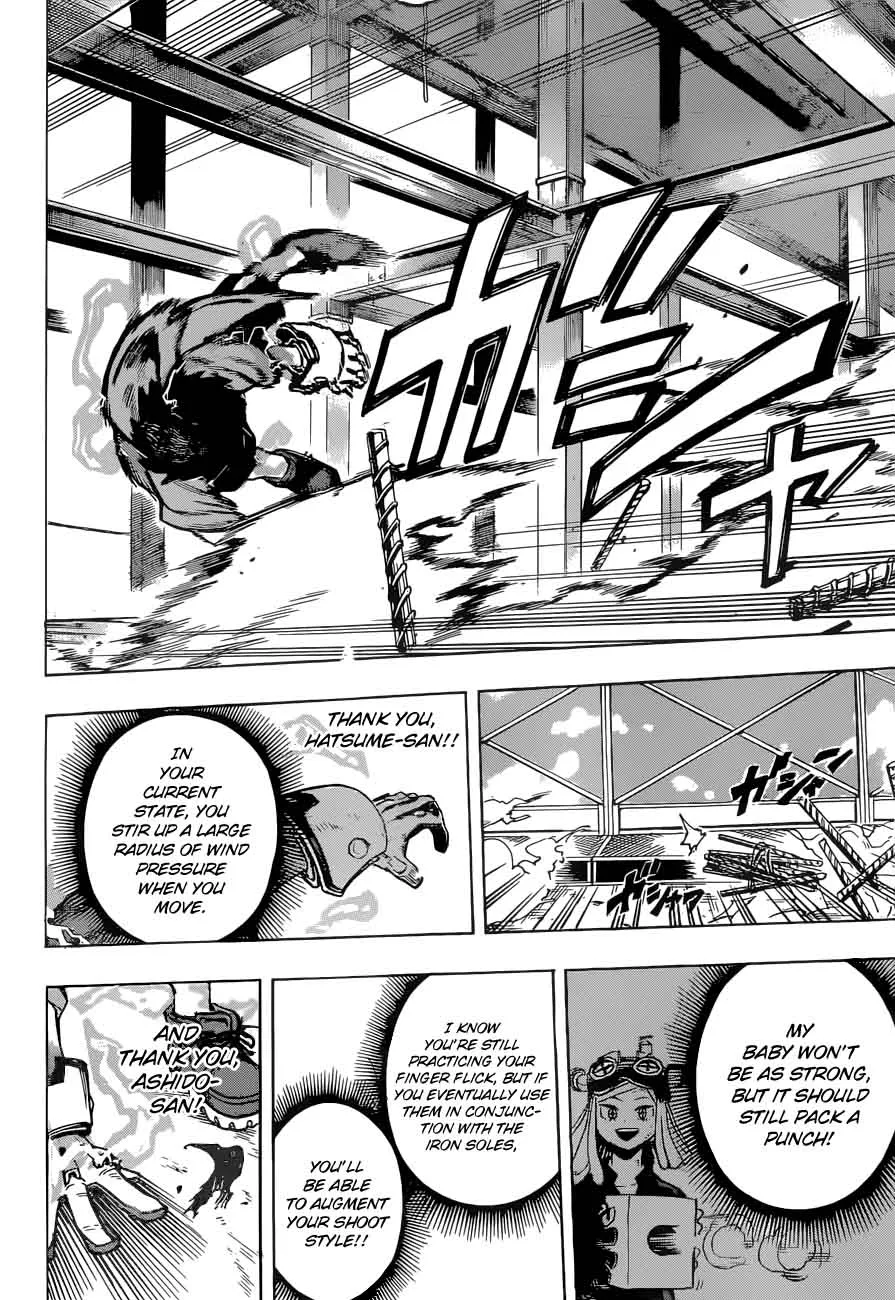 ガシャ
THANK YOU,
HATSUME-SAN!!
IN
YOUR
CURRENT
STATE, YOU
STIR UP A LARGE
RADIUS OF WIND
PRESSURE
WHEN YOU
MOVE.
ガシャン
ガシャァ
MY
BABY WON'T
BE AS STRONG,
BUT IT SHOULD
STILL PACK A
PUNCH!
I KNOW
YOU'RE STILL
PRACTICING YOUR
FINGER FLICK, BUT IF
YOU EVENTUALLY USE
THEM IN CONJUNC-
TION WITH THE
IRON SOLES,
YOU'LL
BE ABLE
TO AUGMENT
YOUR SHOOT
STYLE!!
AND
THANK YOU,
ASHIDO-
SAN!